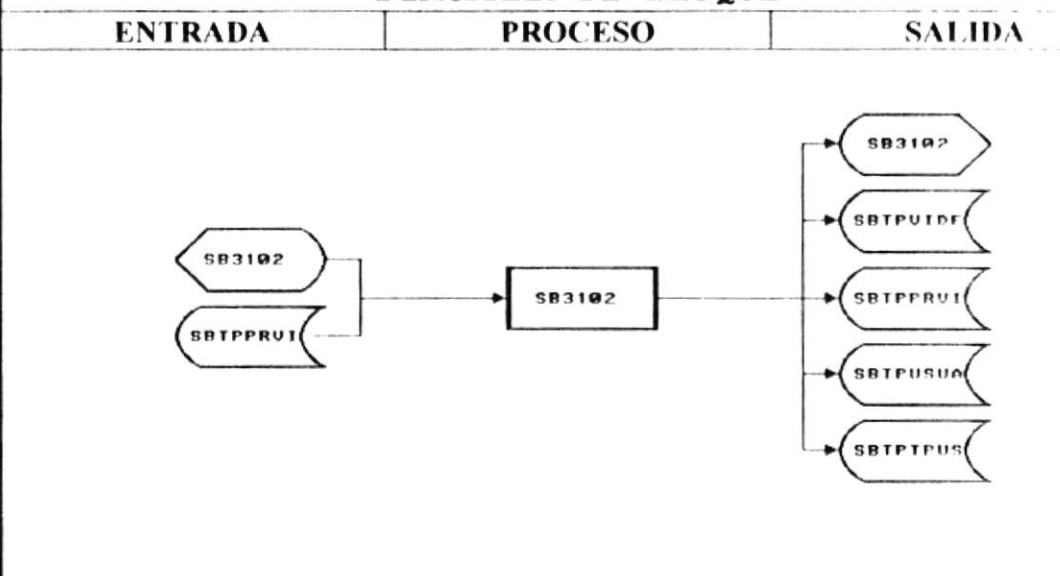 ENTRADA PROCESO SALIDA
SB3102
SBTPVIDE
SB3102
SB3102
SBTPPRVI
SBTPPRVI
SBTPUSUA
SBTPTPUS